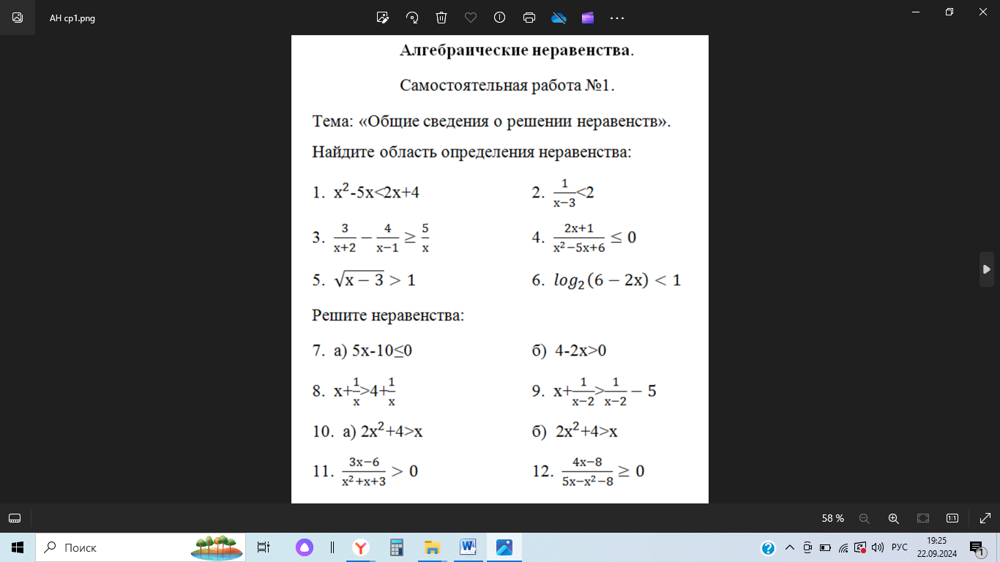 АН ср1.png
Алгебраические неравенства.
Самостоятельная работа №1.
Тема: «Общие сведения о решении неравенств».
Найдите область определения неравенства:
1. x²-5x<2x+4 2. 1/(x−3)<2
3. 3/(x+2) − 4/(x−1) ≥ 5/x 4. (2x+1)/(x²−5x+6) ≤ 0
5. √(x − 3) > 1 6. log₂(6 − 2x) < 1
Решите неравенства:
7. а) 5x-10≤0 б) 4-2x>0
8. x+1/x>4+1/x 9. x+1/(x−2)>1/(x−2) − 5
10. а) 2x²+4>x б) 2x²+4>x
11. (3x−6)/(x²+x+3) > 0 12. (4x−8)/(5x−x²−8) ≥ 0
58 %
1:1
Поиск
РУС
19:25
22.09.2024
1